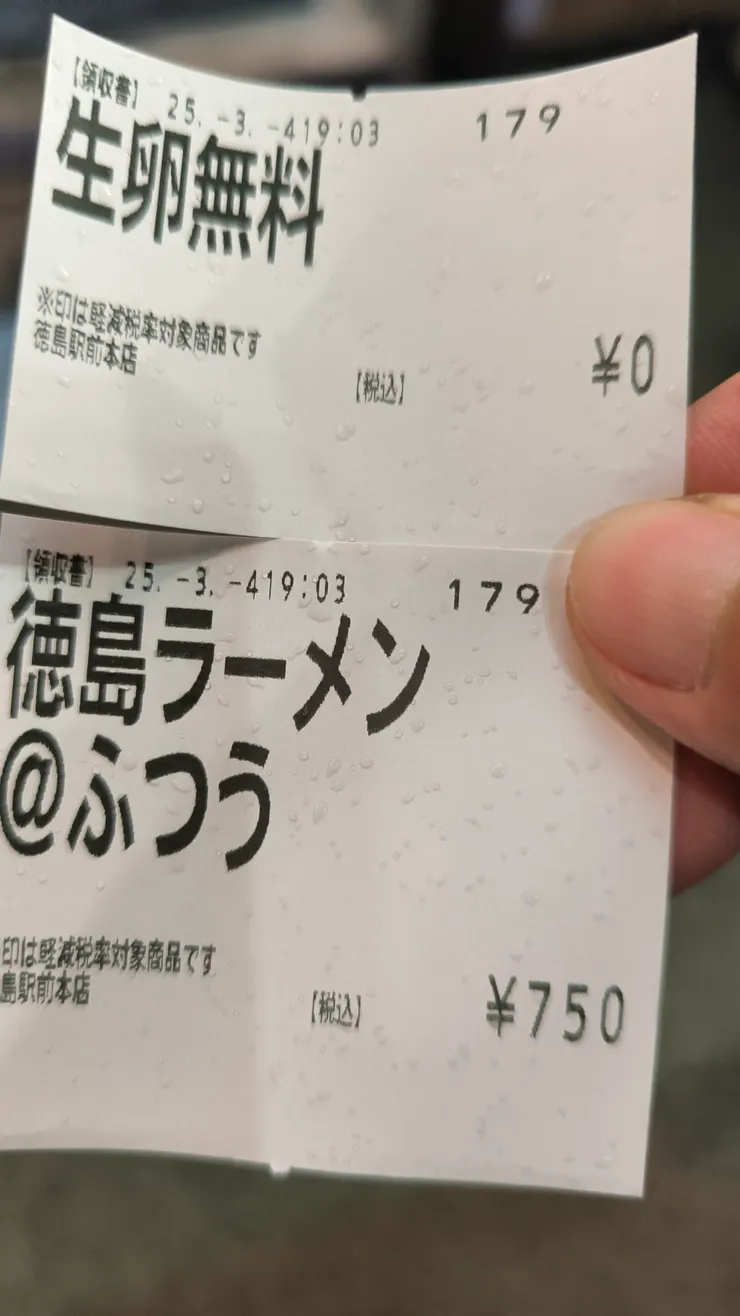 【領収書】 25. -3. -419:03 179
生卵無料
※印は軽減税率対象商品です
徳島駅前本店
【税込】 ¥0
【領収書】 25. -3. -419:03 179
徳島ラーメン
@ふつう
印は軽減税率対象商品です
島駅前本店
【税込】 ¥750